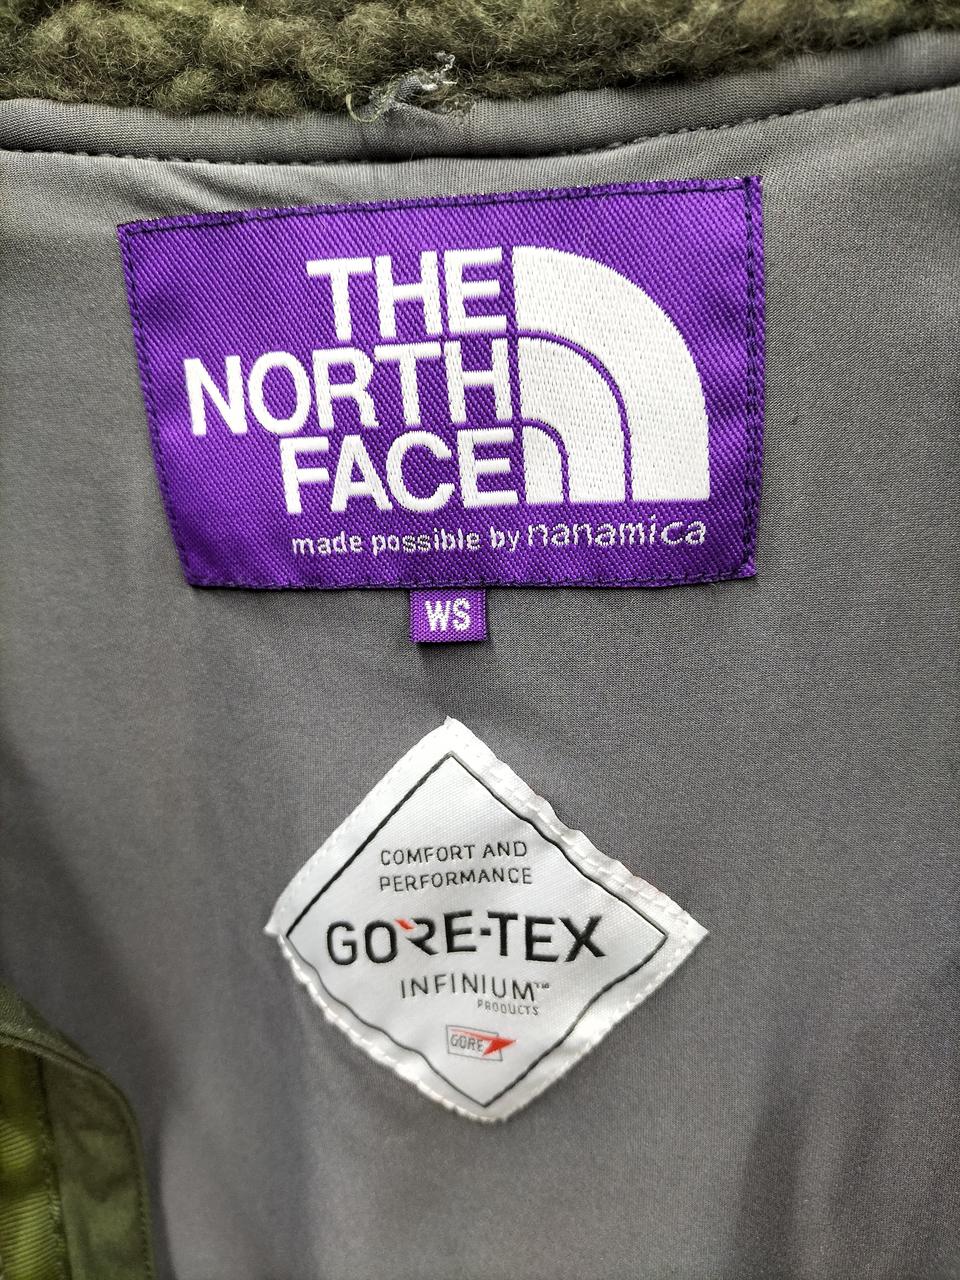 THE
NORTH
FACE
made possible by nanamica
WS
COMFORT AND
PERFORMANCE
GORE-TEX
INFINIUM™
PRODUCTS
GORE